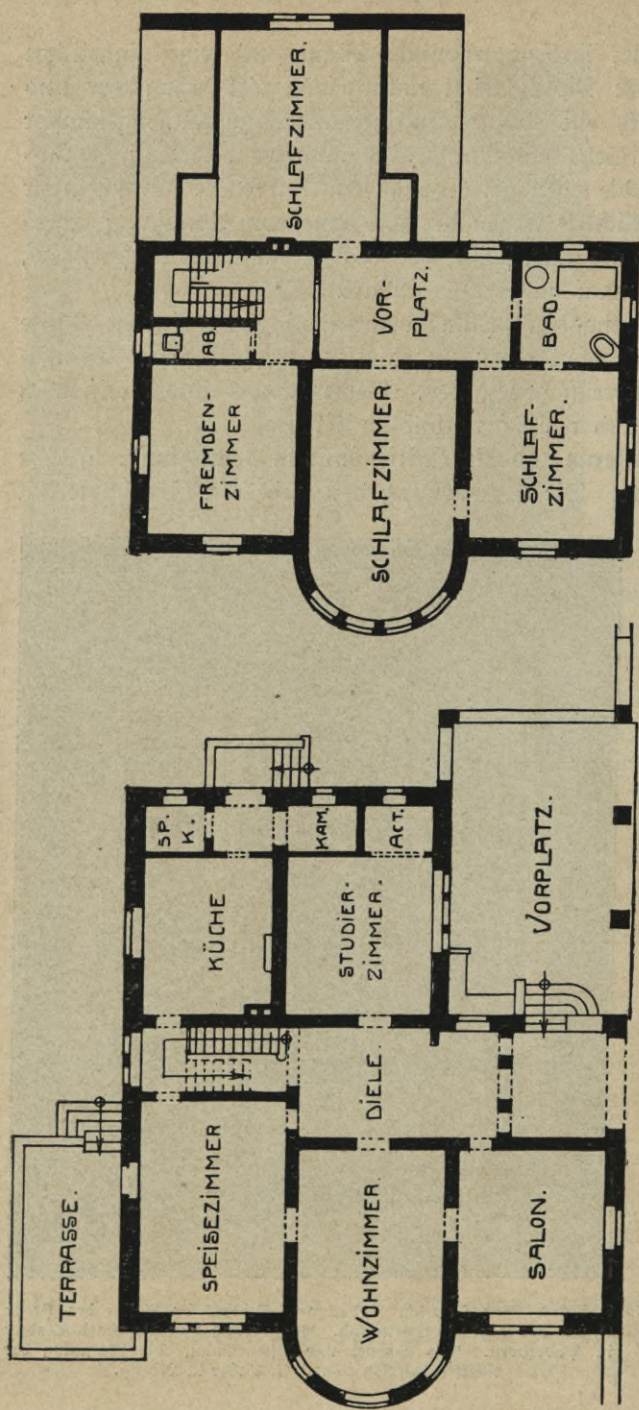 SCHLAFZIMMER.
AB.
VOR-
PLATZ.
BAD.
FREMDEN-
ZIMMER
SCHLAFZIMMER
SCHLAF-
ZIMMER.
SP.
K.
KAM.
ACT.
KÜCHE
STUDIER-
ZIMMER.
VORPLATZ.
DIELE.
TERRASSE.
SPEISEZIMMER
WOHNZIMMER.
SALON.